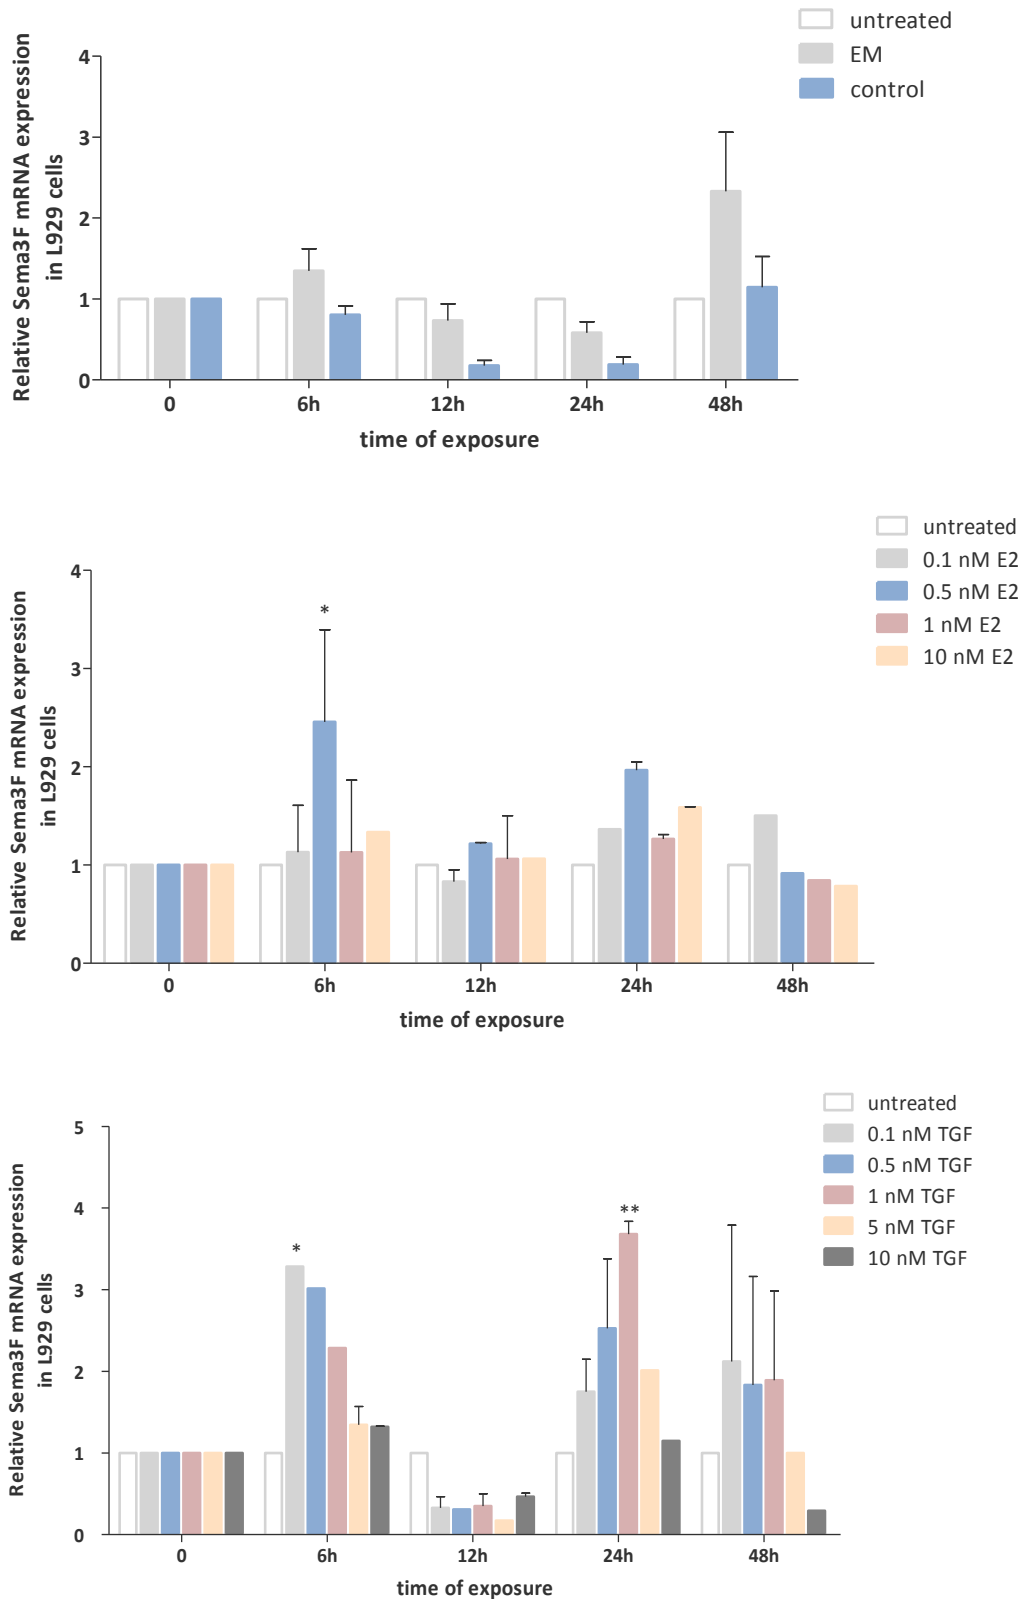 untreated
EM
control
Relative Sema3F mRNA expression
in L929 cells
4
3
2
1
0
0 6h 12h 24h 48h
time of exposure
untreated
0.1 nM E2
0.5 nM E2
1 nM E2
10 nM E2
Relative Sema3F mRNA expression
in L929 cells
4
3
2
1
0
*
0 6h 12h 24h 48h
time of exposure
untreated
0.1 nM TGF
0.5 nM TGF
1 nM TGF
5 nM TGF
10 nM TGF
Relative Sema3F mRNA expression
in L929 cells
5
4
3
2
1
0
* **
0 6h 12h 24h 48h
time of exposure